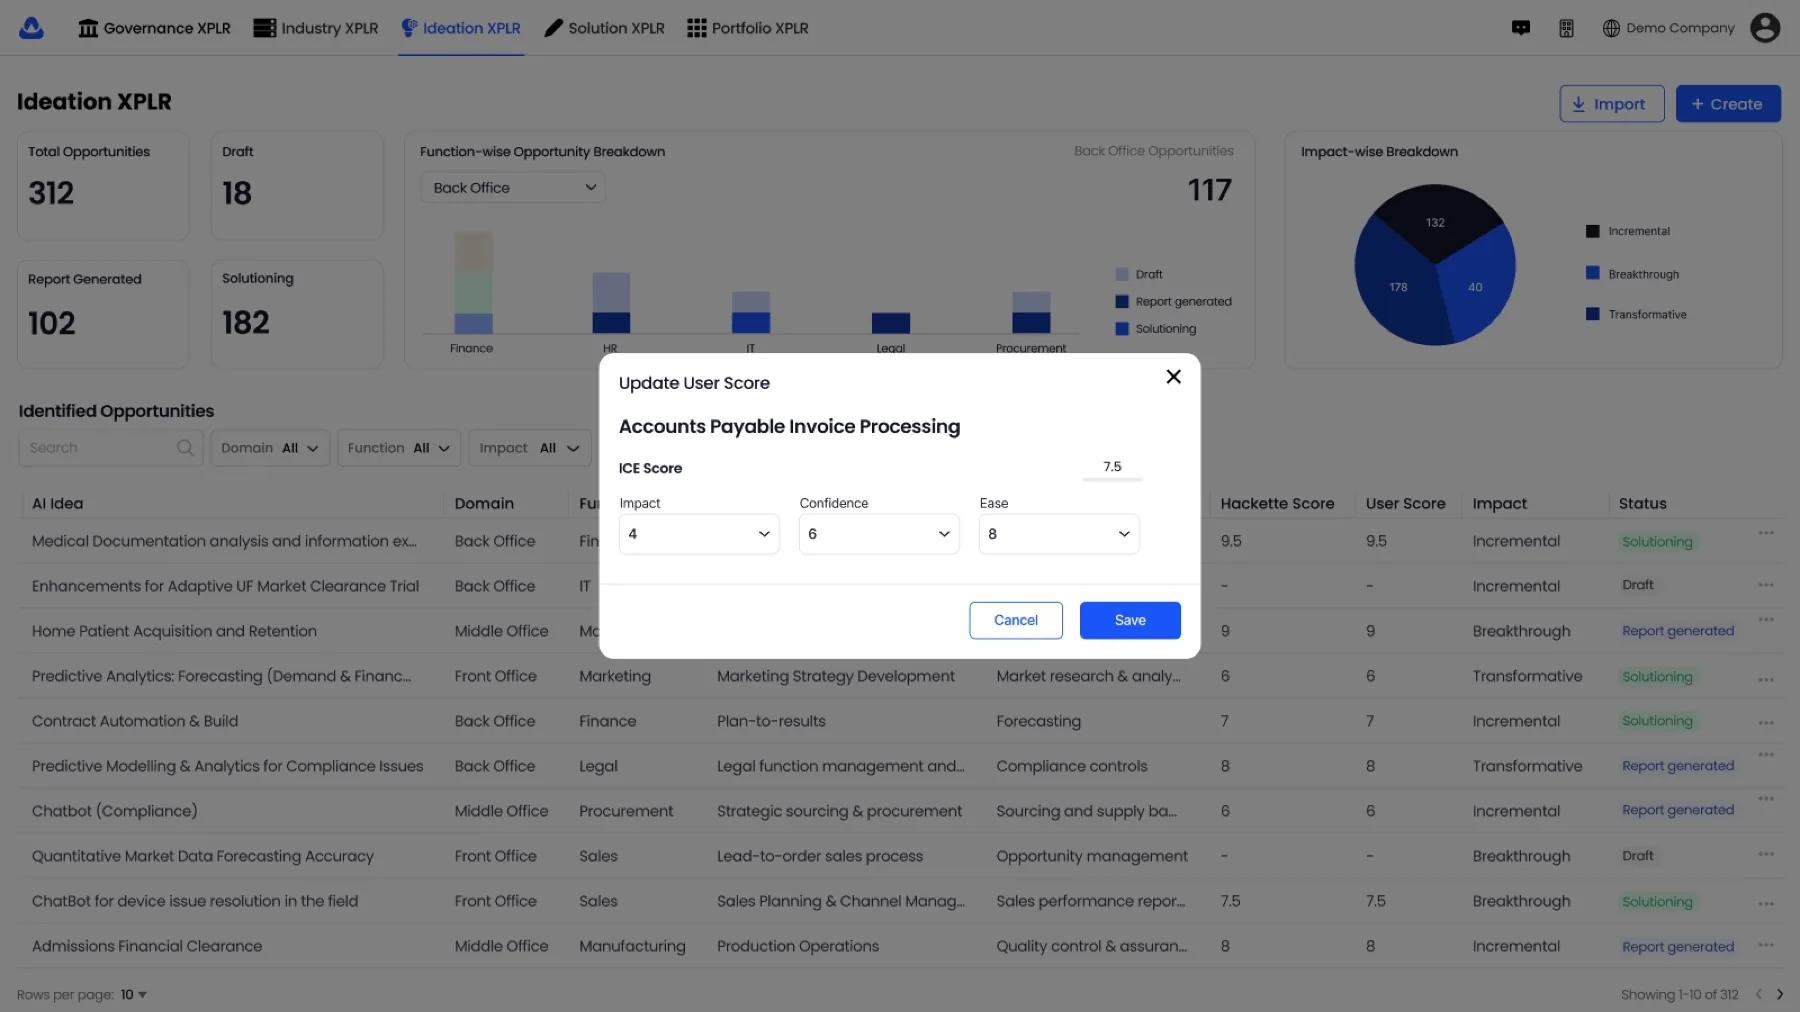 Governance XPLR
Industry XPLR
Ideation XPLR
Solution XPLR
Portfolio XPLR
Demo Company
Ideation XPLR
Import
+ Create
Total Opportunities
312
Draft
18
Report Generated
102
Solutioning
182
Function-wise Opportunity Breakdown
Back Office
Back Office Opportunities
117
Finance
HR
IT
Legal
Procurement
Draft
Report generated
Solutioning
Impact-wise Breakdown
132
178
40
Incremental
Breakthrough
Transformative
Identified Opportunities
Search
Domain All
Function All
Impact All
Update User Score
Accounts Payable Invoice Processing
ICE Score 7.5
Impact Confidence Ease
4 6 8
Cancel Save
AI Idea Domain Fu Hackette Score User Score Impact Status
Medical Documentation analysis and information ex... Back Office Fin 9.5 9.5 Incremental Solutioning ...
Enhancements for Adaptive UF Market Clearance Trial Back Office IT - - Incremental Draft ...
Home Patient Acquisition and Retention Middle Office Mo 9 9 Breakthrough Report generated ...
Predictive Analytics: Forecasting (Demand & Financ... Front Office Marketing Marketing Strategy Development Market research & analy... 6 6 Transformative Solutioning ...
Contract Automation & Build Back Office Finance Plan-to-results Forecasting 7 7 Incremental Solutioning ...
Predictive Modelling & Analytics for Compliance Issues Back Office Legal Legal function management and... Compliance controls 8 8 Transformative Report generated ...
Chatbot (Compliance) Middle Office Procurement Strategic sourcing & procurement Sourcing and supply ba... 6 6 Incremental Report generated ...
Quantitative Market Data Forecasting Accuracy Front Office Sales Lead-to-order sales process Opportunity management - - Breakthrough Draft ...
ChatBot for device issue resolution in the field Front Office Sales Sales Planning & Channel Manag... Sales performance repor... 7.5 7.5 Breakthrough Solutioning ...
Admissions Financial Clearance Middle Office Manufacturing Production Operations Quality control & assuran... 8 8 Incremental Report generated ...
Rows per page: 10
Showing 1-10 of 312